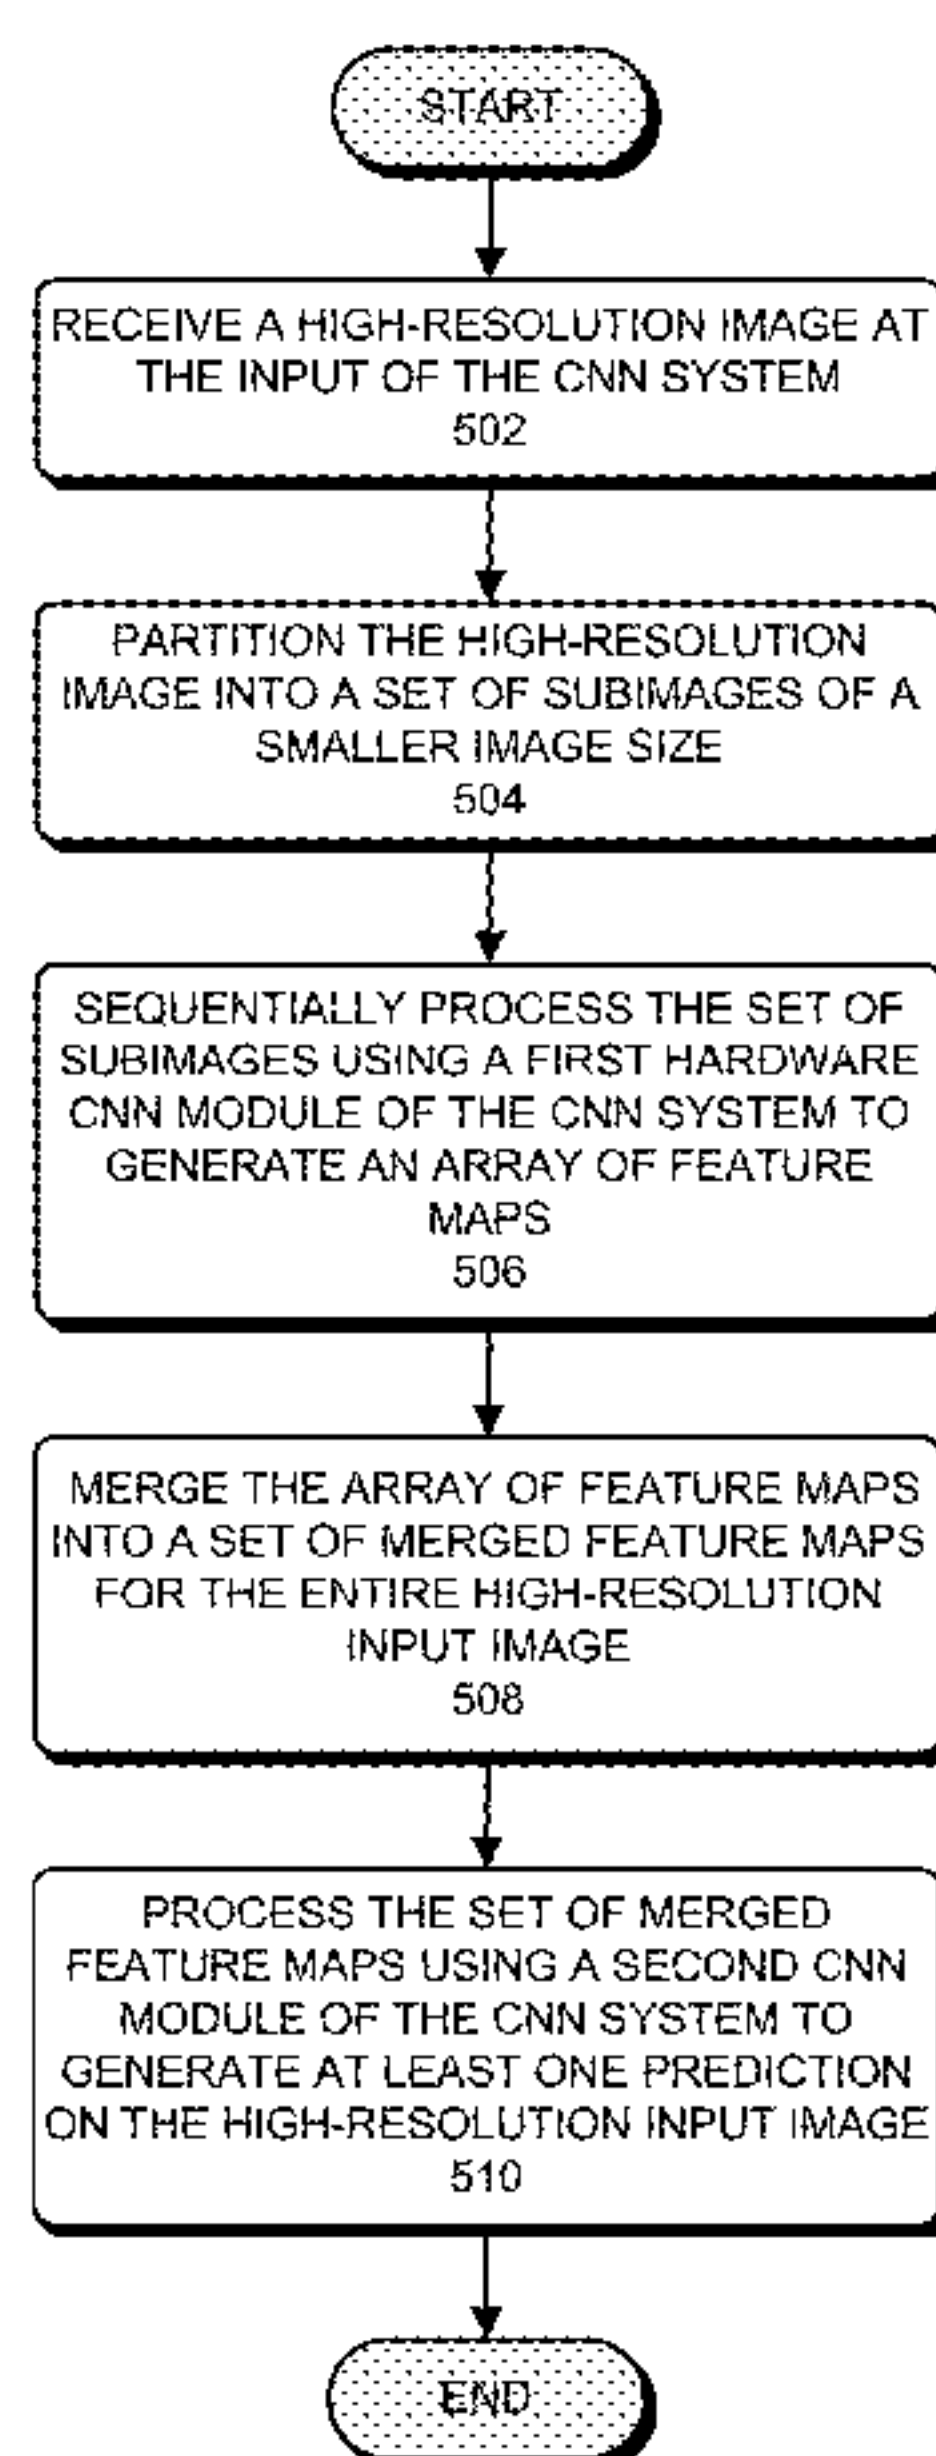 START
RECEIVE A HIGH-RESOLUTION IMAGE AT
THE INPUT OF THE CNN SYSTEM
502
PARTITION THE HIGH-RESOLUTION
IMAGE INTO A SET OF SUBIMAGES OF A
SMALLER IMAGE SIZE
504
SEQUENTIALLY PROCESS THE SET OF
SUBIMAGES USING A FIRST HARDWARE
CNN MODULE OF THE CNN SYSTEM TO
GENERATE AN ARRAY OF FEATURE
MAPS
506
MERGE THE ARRAY OF FEATURE MAPS
INTO A SET OF MERGED FEATURE MAPS
FOR THE ENTIRE HIGH-RESOLUTION
INPUT IMAGE
508
PROCESS THE SET OF MERGED
FEATURE MAPS USING A SECOND CNN
MODULE OF THE CNN SYSTEM TO
GENERATE AT LEAST ONE PREDICTION
ON THE HIGH-RESOLUTION INPUT IMAGE
510
END